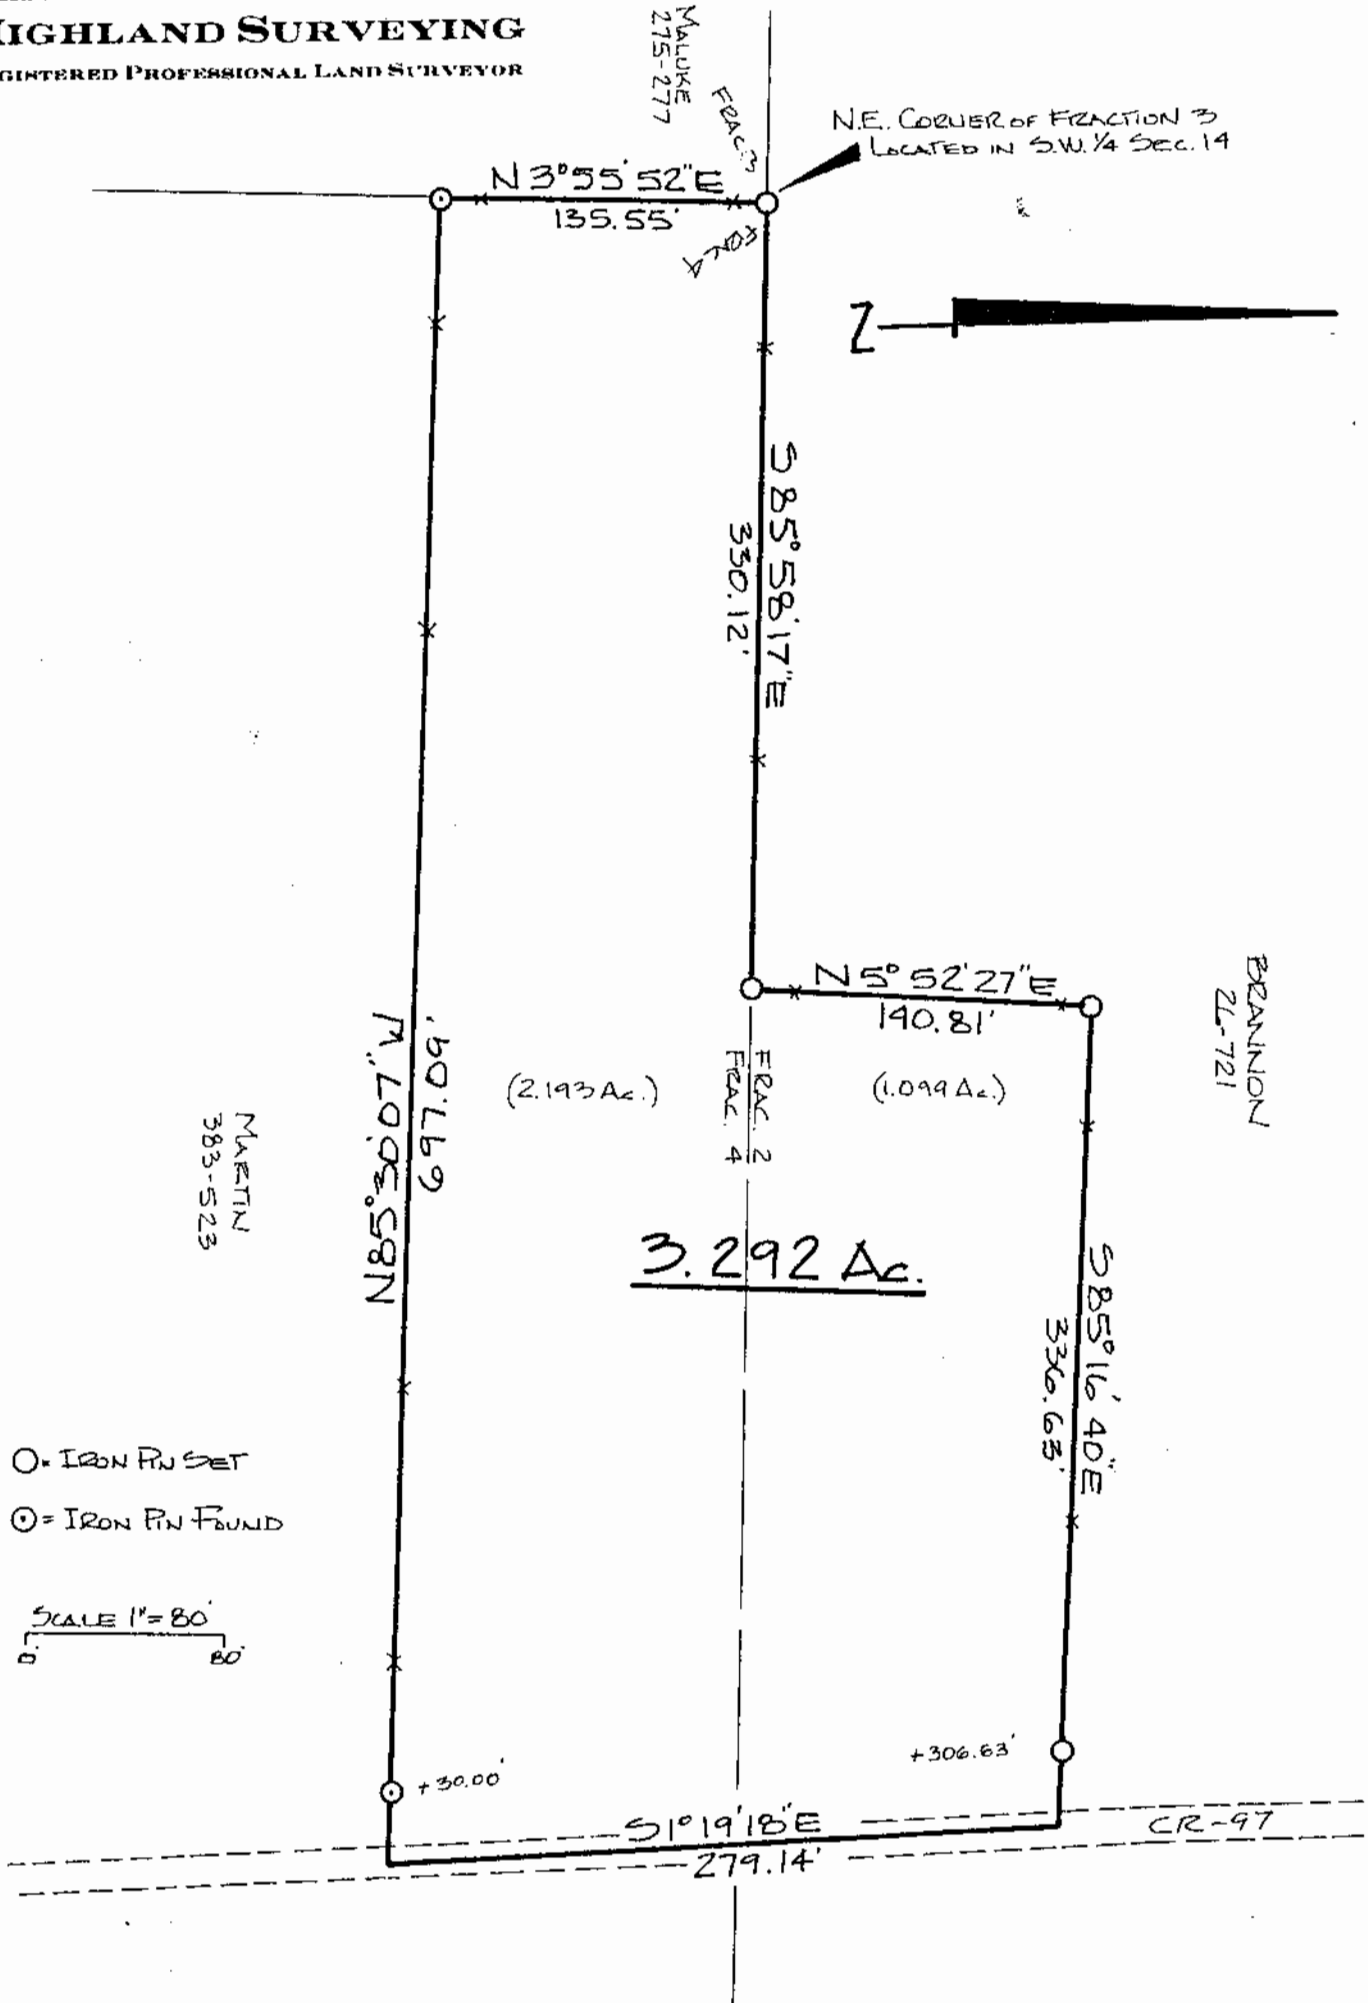 HIGHLAND SURVEYING
GISTERED PROFESSIONAL LAND SURVEYOR
MALUKE
275-277
FRAC 3
N.E. CORNER OF FRACTION 3
LOCATED IN S.W. 1/4 SEC. 14
N 3° 55' 52" E
135.55'
Z
S 85° 58' 17" E
330.12'
N 5° 52' 27" E
140.81'
BRANNON
26-721
(2.193 Ac.)
FRAC. 2
FRAC. 4
(1.099 Ac.)
697.09'
N85°30'07" W
MARTIN
383-523
3.292 Ac.
S 85° 16' 40" E
336.63'
O = IRON PIN SET
⊙ = IRON PIN FOUND
SCALE 1" = 80'
0 80'
+306.63'
+30.00'
S1° 19' 18" E
279.14'
CR-97